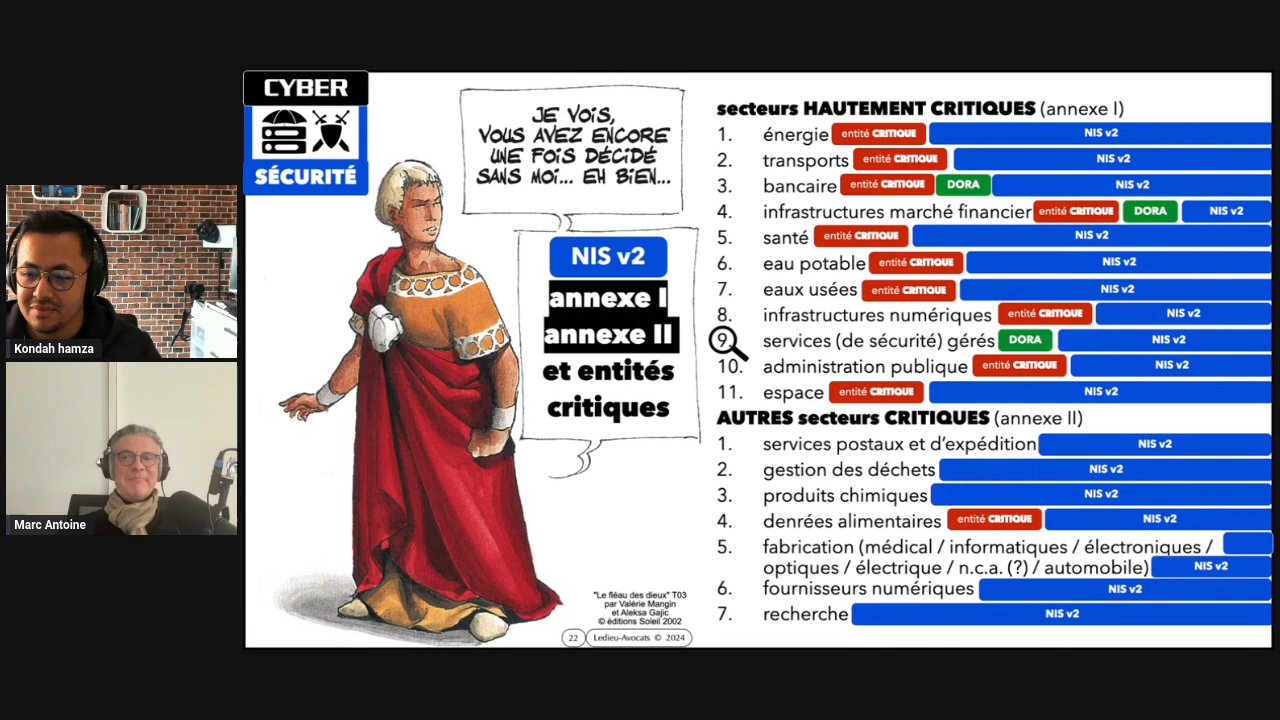 CYBER
SÉCURITÉ
Kondah hamza
Marc Antoine
JE VOIS,
VOUS AVEZ ENCORE
UNE FOIS DÉCIDÉ
SANS MOI... EH BIEN...
NIS v2
annexe I
annexe II
et entités
critiques
"Le fléau des dieux" T03
par Valérie Mangin
et Aleksa Gajic
© éditions Soleil 2002
22 Ledieu-Avocats © 2024
secteurs HAUTEMENT CRITIQUES (annexe I)
1. énergie entité CRITIQUE NIS v2
2. transports entité CRITIQUE NIS v2
3. bancaire entité CRITIQUE DORA NIS v2
4. infrastructures marché financier entité CRITIQUE DORA NIS v2
5. santé entité CRITIQUE NIS v2
6. eau potable entité CRITIQUE NIS v2
7. eaux usées entité CRITIQUE NIS v2
8. infrastructures numériques entité CRITIQUE NIS v2
9. services (de sécurité) gérés DORA NIS v2
10. administration publique entité CRITIQUE NIS v2
11. espace entité CRITIQUE NIS v2
AUTRES secteurs CRITIQUES (annexe II)
1. services postaux et d'expédition NIS v2
2. gestion des déchets NIS v2
3. produits chimiques NIS v2
4. denrées alimentaires entité CRITIQUE NIS v2
5. fabrication (médical / informatiques / électroniques /
optiques / électrique / n.c.a. (?) / automobile) NIS v2
6. fournisseurs numériques NIS v2
7. recherche NIS v2